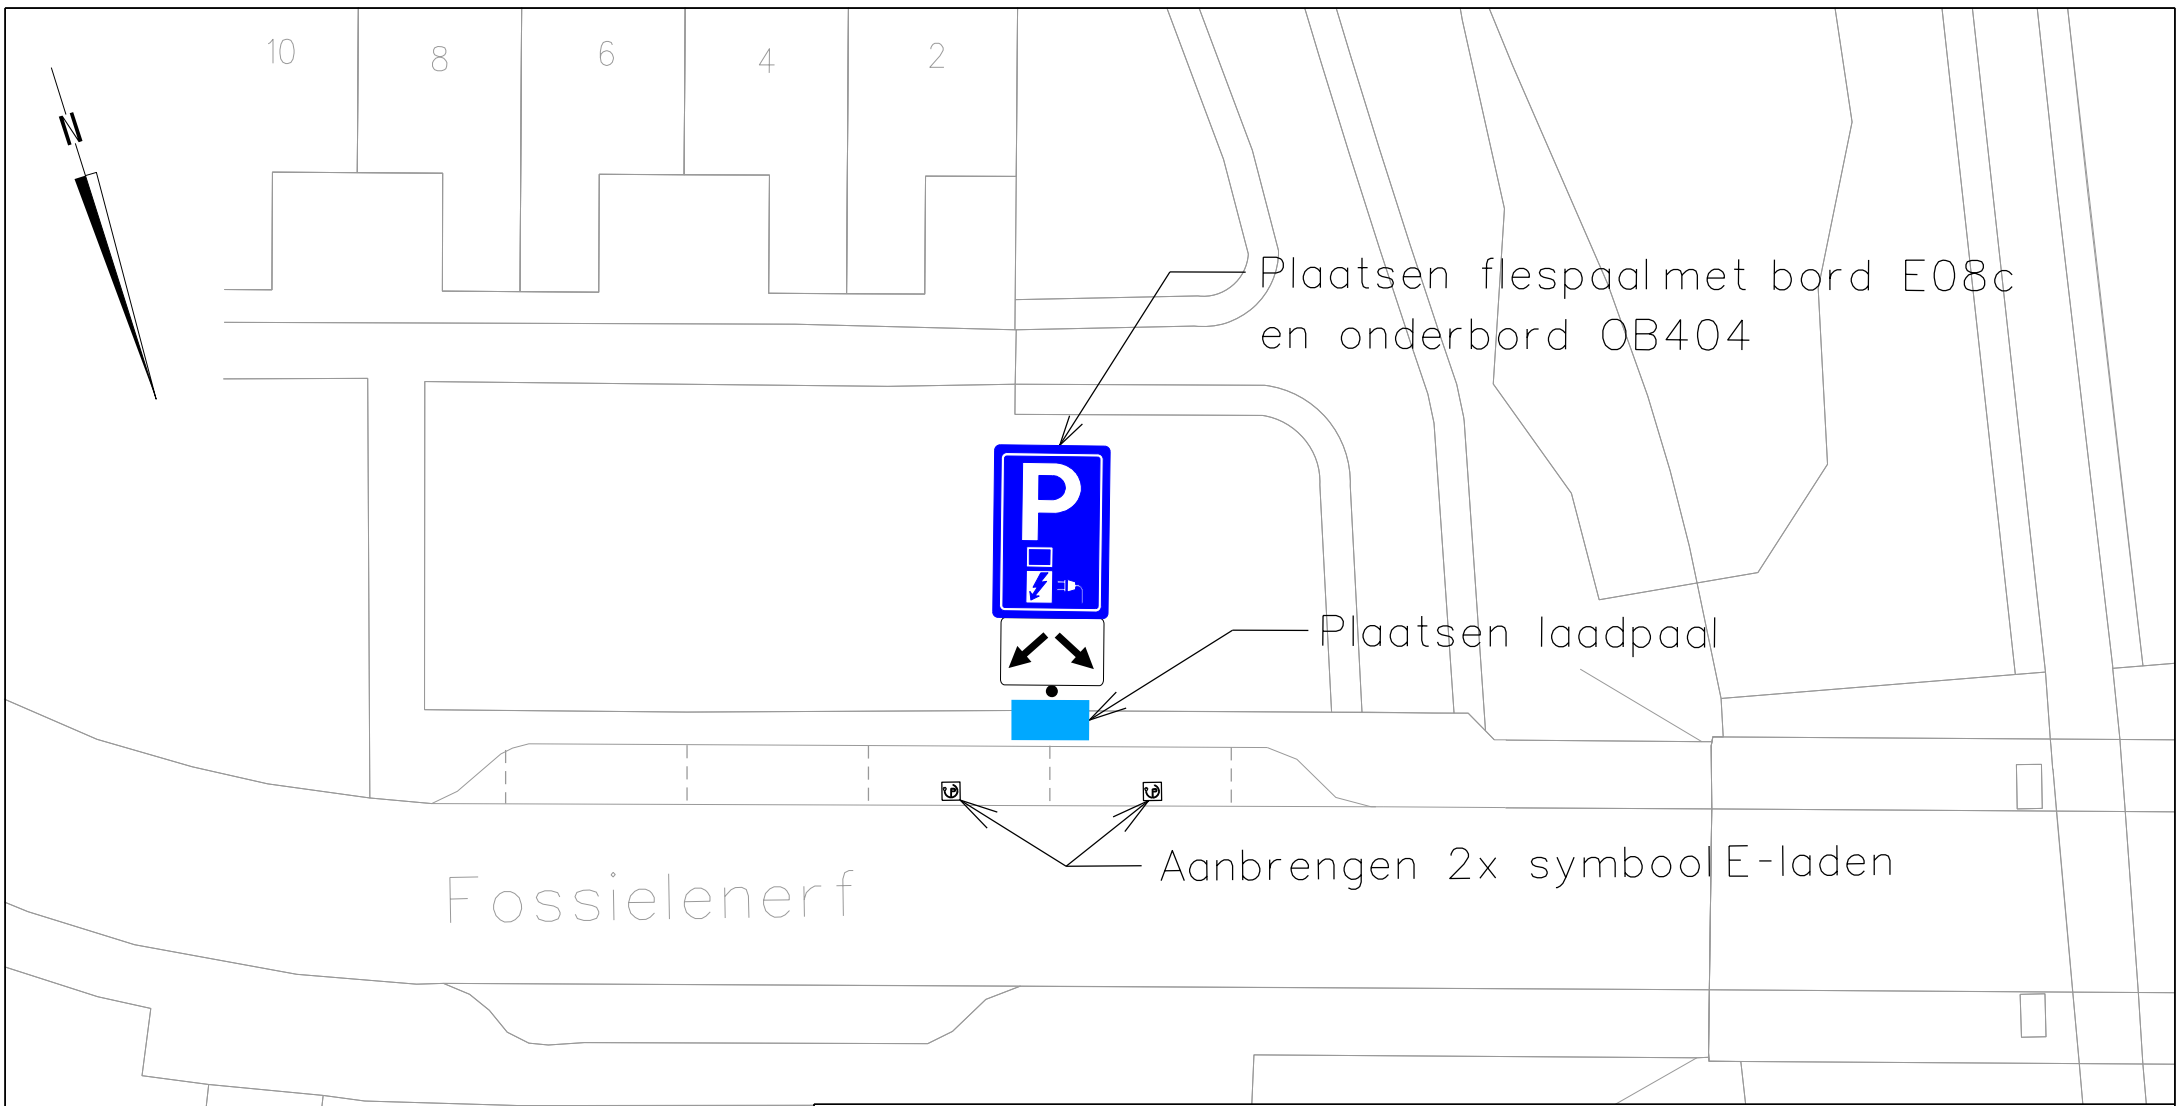 10
8
6
4
2
N
Plaatsen flespaal met bord E08c
en onderbord OB404
P
Plaatsen laadpaal
Aanbrengen 2x symbool E-laden
Fossielenerf